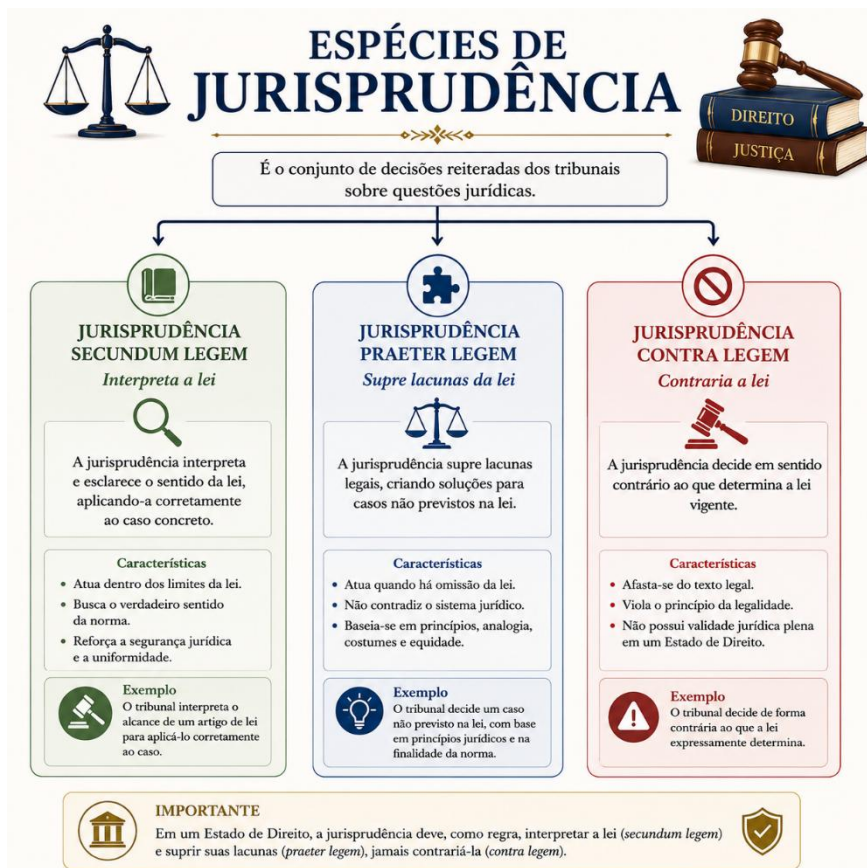 ESPÉCIES DE
JURISPRUDÊNCIA
DIREITO
JUSTIÇA
É o conjunto de decisões reiteradas dos tribunais
sobre questões jurídicas.
JURISPRUDÊNCIA
SECUNDUM LEGEM
Interpreta a lei
A jurisprudência interpreta
e esclarece o sentido da lei,
aplicando-a corretamente
ao caso concreto.
Características
• Atua dentro dos limites da lei.
• Busca o verdadeiro sentido
da norma.
• Reforça a segurança jurídica
e a uniformidade.
Exemplo
O tribunal interpreta o
alcance de um artigo de lei
para aplicá-lo corretamente
ao caso.
JURISPRUDÊNCIA
PRAETER LEGEM
Supre lacunas da lei
A jurisprudência supre lacunas
legais, criando soluções para
casos não previstos na lei.
Características
• Atua quando há omissão da lei.
• Não contradiz o sistema jurídico.
• Baseia-se em princípios, analogia,
costumes e equidade.
Exemplo
O tribunal decide um caso
não previsto na lei, com base
em princípios jurídicos e na
finalidade da norma.
JURISPRUDÊNCIA
CONTRA LEGEM
Contraria a lei
A jurisprudência decide em sentido
contrário ao que determina a lei
vigente.
Características
• Afasta-se do texto legal.
• Viola o princípio da legalidade.
• Não possui validade jurídica plena
em um Estado de Direito.
Exemplo
O tribunal decide de forma
contrária ao que a lei
expressamente determina.
IMPORTANTE
Em um Estado de Direito, a jurisprudência deve, como regra, interpretar a lei (secundum legem)
e suprir suas lacunas (praeter legem), jamais contrariá-la (contra legem).